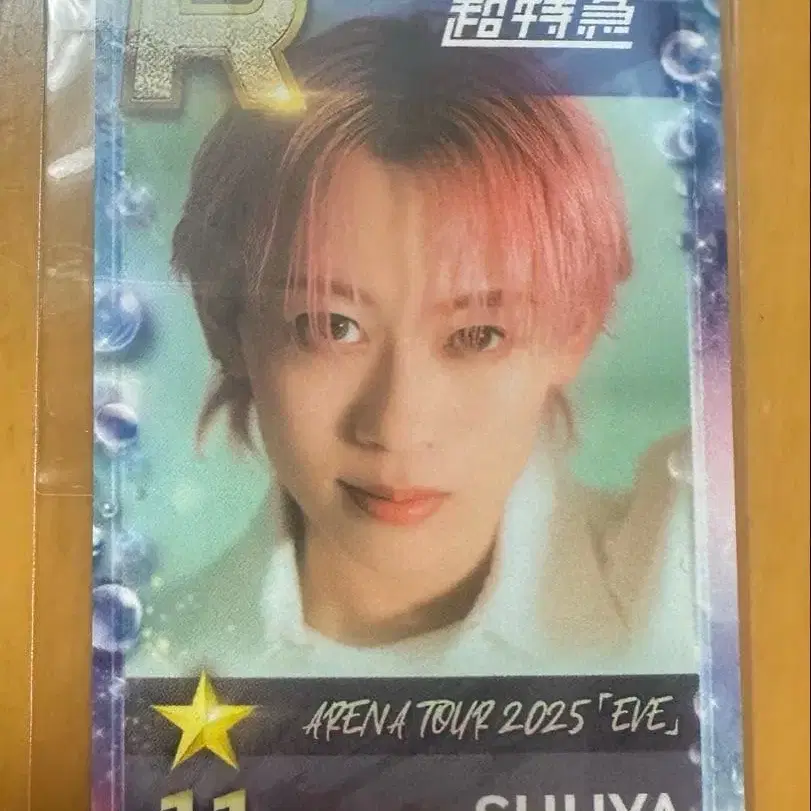 R
超特急
ARENA TOUR 2025「EVE」
11
SHUYA